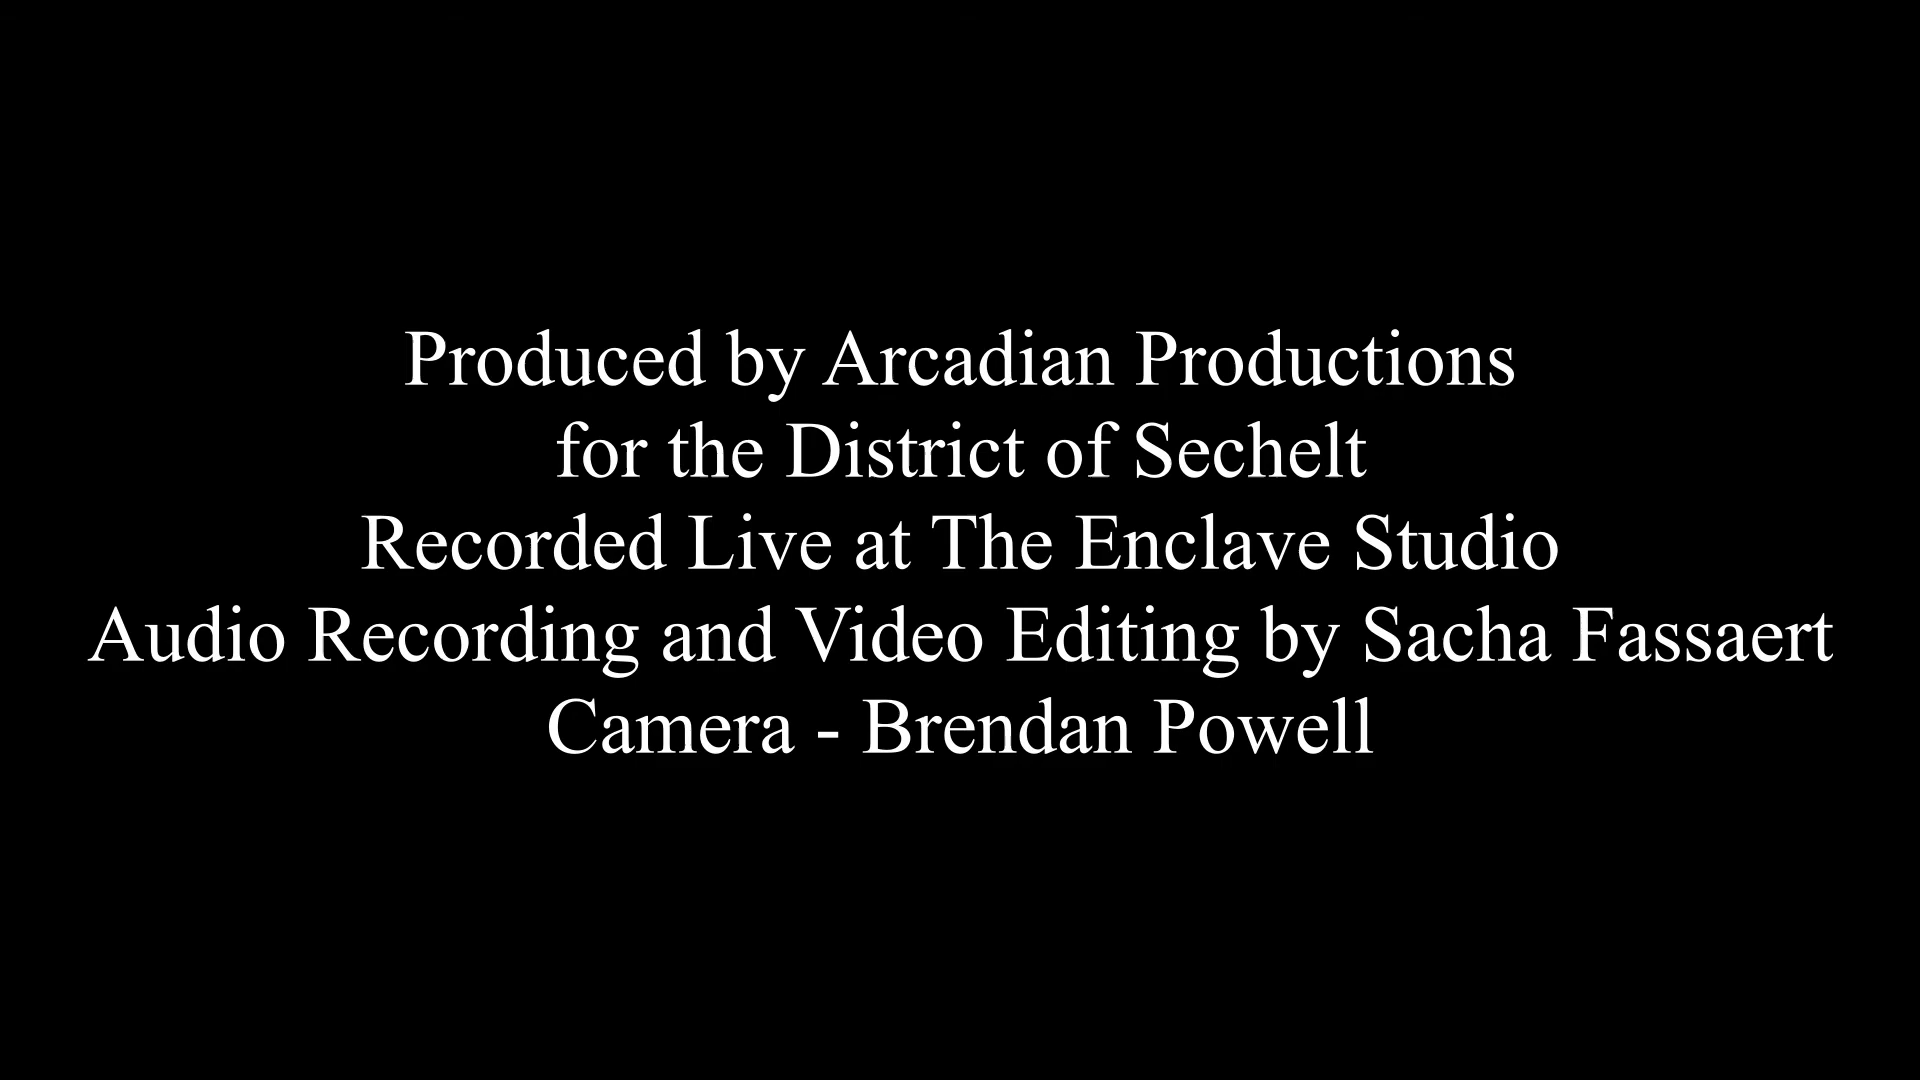 Produced by Arcadian Productions
for the District of Sechelt
Recorded Live at The Enclave Studio
Audio Recording and Video Editing by Sacha Fassaert
Camera - Brendan Powell